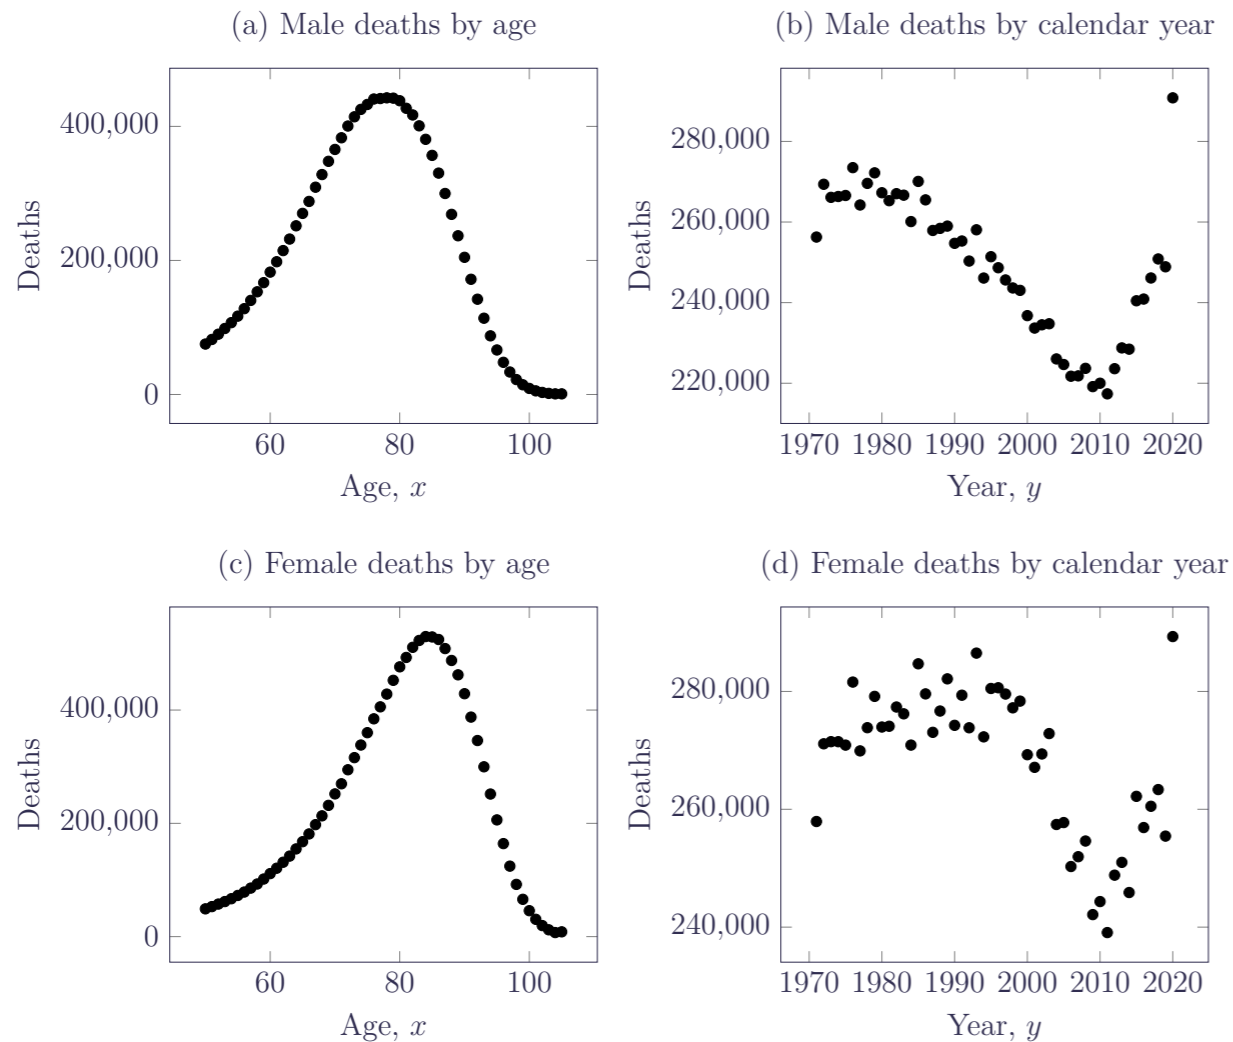 (a) Male deaths by age
400,000
200,000
0
Deaths
60 80 100
Age, x
(b) Male deaths by calendar year
280,000
260,000
240,000
220,000
Deaths
1970 1980 1990 2000 2010 2020
Year, y
(c) Female deaths by age
400,000
200,000
0
Deaths
60 80 100
Age, x
(d) Female deaths by calendar year
280,000
260,000
240,000
Deaths
1970 1980 1990 2000 2010 2020
Year, y